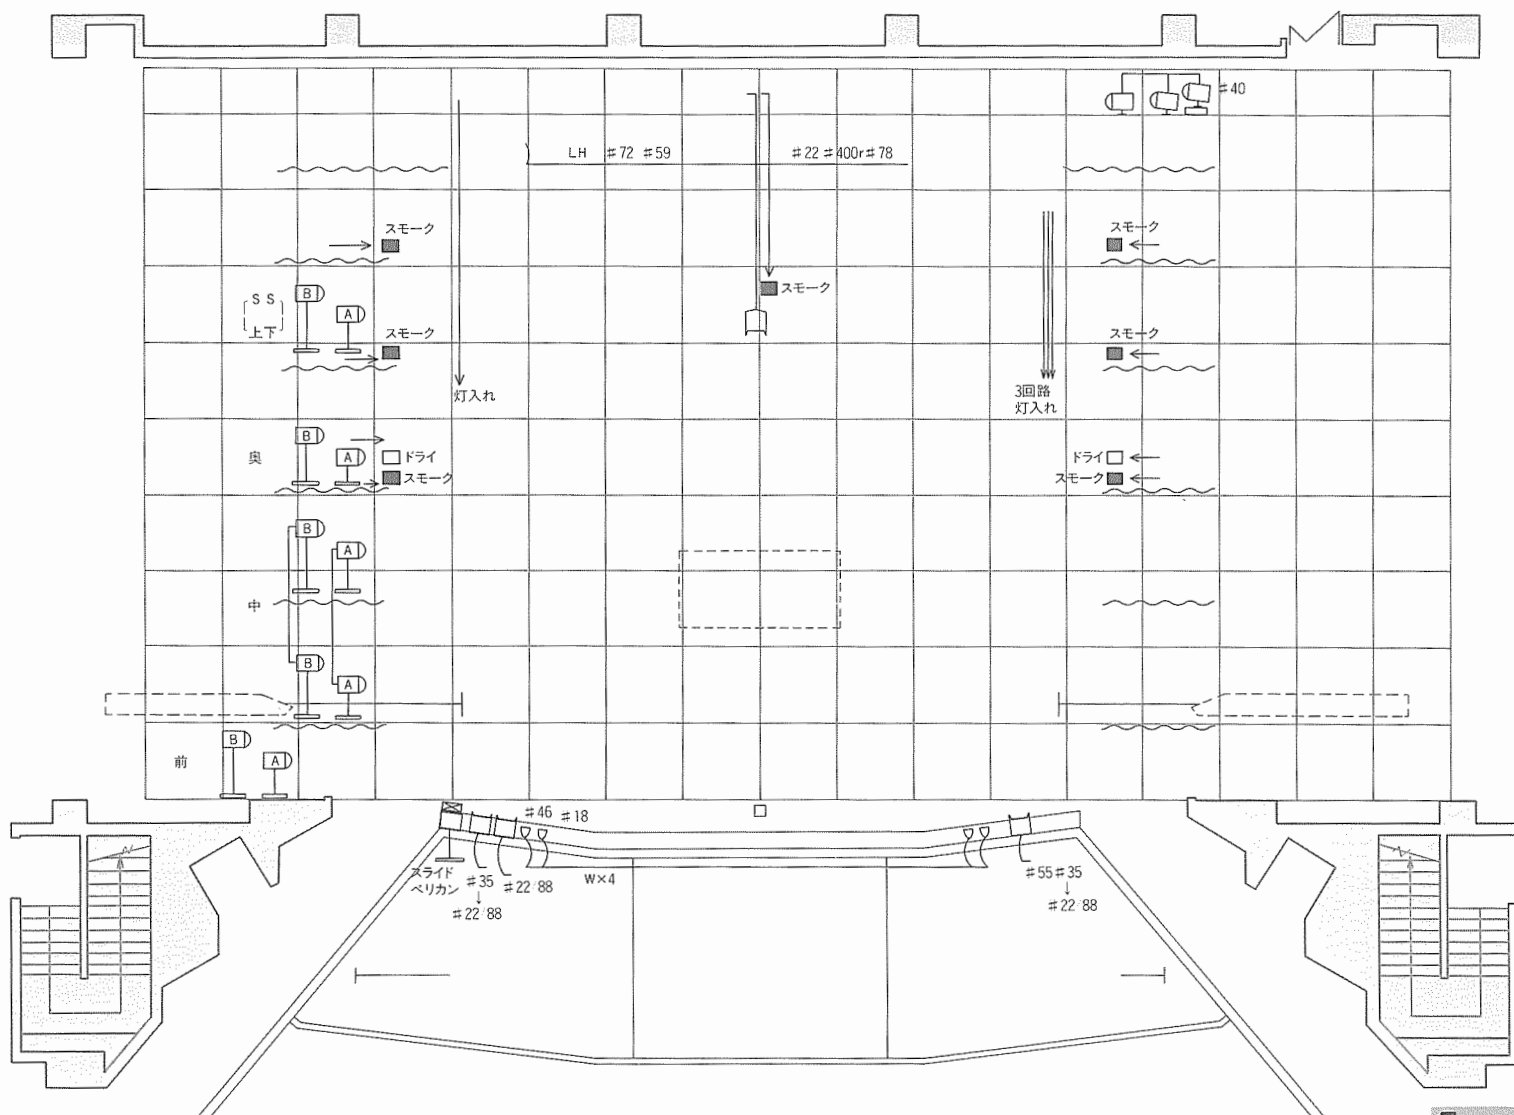 #40
LH #72 #59 #22 #400r#78
スモーク
スモーク
スモーク
B
A
SS
上下
スモーク
スモーク
灯入れ
3回路
灯入れ
奥
B
A
ドライ
スモーク
ドライ
スモーク
中
B
A
B
A
前
B
A
#46 #18
スライド
ペリカン
#35
#22/88
#22/88
W×4
#55 #35
#22/88